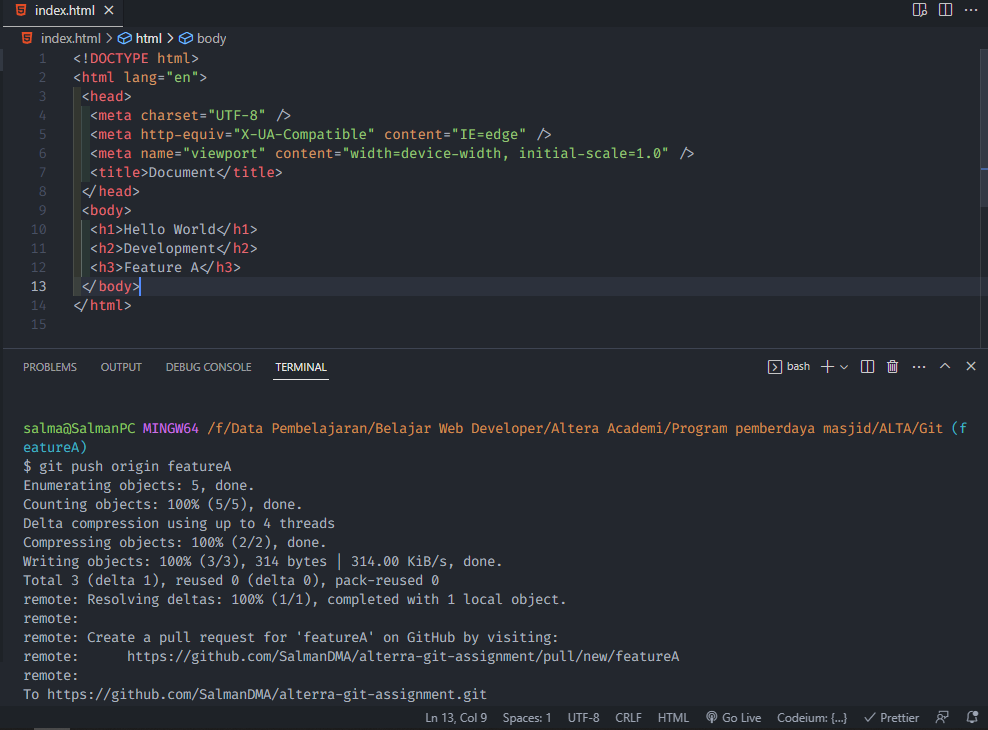 index.html
index.html > html > body
1 <!DOCTYPE html>
2 <html lang="en">
3 <head>
4 <meta charset="UTF-8" />
5 <meta http-equiv="X-UA-Compatible" content="IE=edge" />
6 <meta name="viewport" content="width=device-width, initial-scale=1.0" />
7 <title>Document</title>
8 </head>
9 <body>
10 <h1>Hello World</h1>
11 <h2>Development</h2>
12 <h3>Feature A</h3>
13 </body>
14 </html>
15
PROBLEMS OUTPUT DEBUG CONSOLE TERMINAL bash
salma@SalmanPC MINGW64 /f/Data Pembelajaran/Belajar Web Developer/Altera Academi/Program pemberdaya masjid/ALTA/Git (f
eatureA)
$ git push origin featureA
Enumerating objects: 5, done.
Counting objects: 100% (5/5), done.
Delta compression using up to 4 threads
Compressing objects: 100% (2/2), done.
Writing objects: 100% (3/3), 314 bytes | 314.00 KiB/s, done.
Total 3 (delta 1), reused 0 (delta 0), pack-reused 0
remote: Resolving deltas: 100% (1/1), completed with 1 local object.
remote:
remote: Create a pull request for 'featureA' on GitHub by visiting:
remote:      https://github.com/SalmanDMA/alterra-git-assignment/pull/new/featureA
remote:
To https://github.com/SalmanDMA/alterra-git-assignment.git
Ln 13, Col 9 Spaces: 1 UTF-8 CRLF HTML Go Live Codeium: {...} Prettier